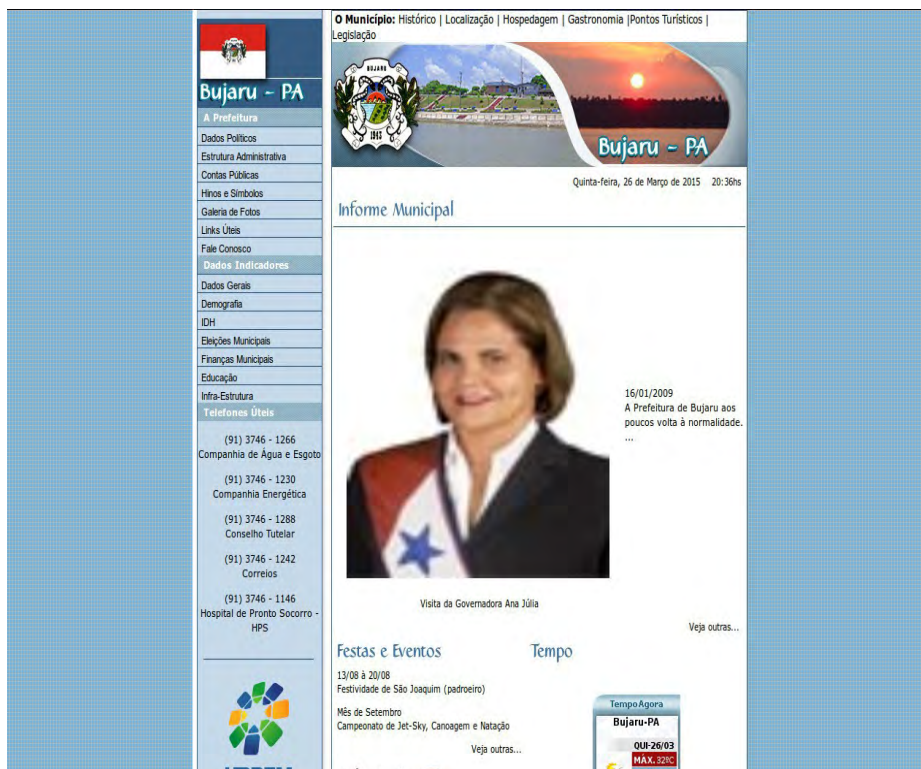 Bujaru - PA
A Prefeitura
Dados Políticos
Estrutura Administrativa
Contas Públicas
Hinos e Símbolos
Galeria de Fotos
Links Úteis
Fale Conosco
Dados Indicadores
Dados Gerais
Demografia
IDH
Eleições Municipais
Finanças Municipais
Educação
Infra-Estrutura
Telefones Úteis
(91) 3746 - 1266
Companhia de Água e Esgoto
(91) 3746 - 1230
Companhia Energética
(91) 3746 - 1288
Conselho Tutelar
(91) 3746 - 1242
Correios
(91) 3746 - 1146
Hospital de Pronto Socorro -
HPS
O Município: Histórico | Localização | Hospedagem | Gastronomia |Pontos Turísticos |
Legislação
BUJARU
1943
Bujaru - PA
Quinta-feira, 26 de Março de 2015 20:36hs
Informe Municipal
16/01/2009
A Prefeitura de Bujaru aos
poucos volta à normalidade.
...
Visita da Governadora Ana Júlia
Veja outras...
Festas e Eventos
13/08 à 20/08
Festividade de São Joaquim (padroeiro)
Mês de Setembro
Campeonato de Jet-Sky, Canoagem e Natação
Veja outras...
Tempo
TempoAgora
Bujaru-PA
QUI-26/03
MÁX. 32ºC